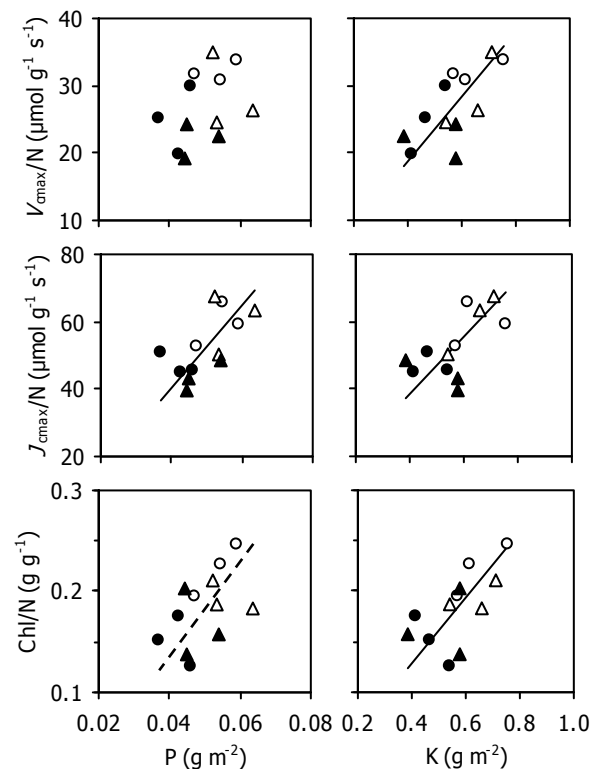 40
30
20
10
V_cmax/N (µmol g⁻¹ s⁻¹)
80
60
40
20
J_cmax/N (µmol g⁻¹ s⁻¹)
0.3
0.2
0.1
Chl/N (g g⁻¹)
0.02 0.04 0.06 0.08 0.2 0.4 0.6 0.8 1.0
P (g m⁻²) K (g m⁻²)